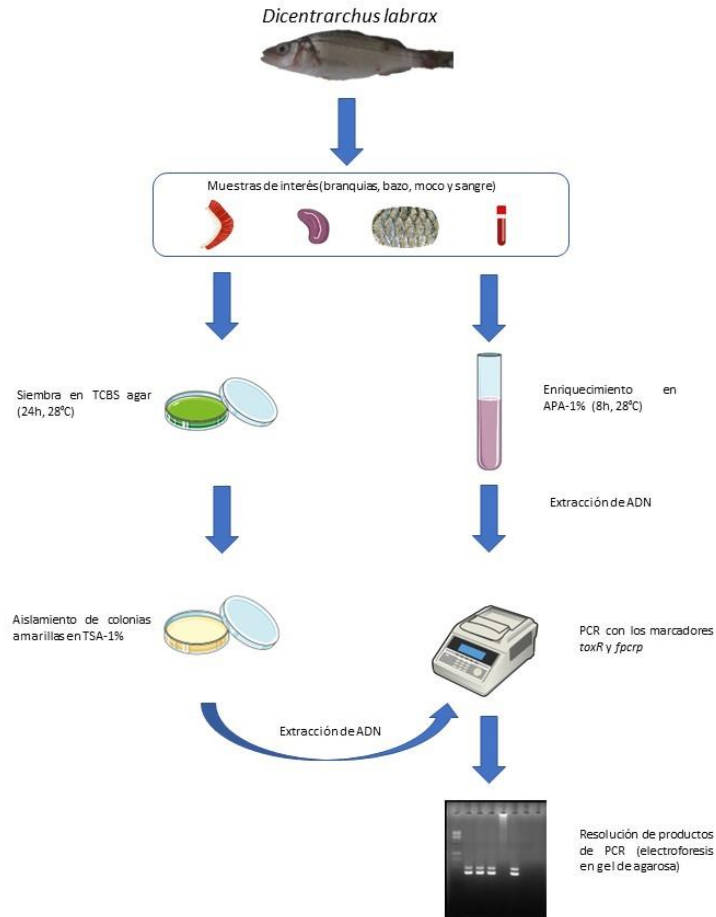 Dicentrarchus labrax
Muestras de interés(branquias, bazo, moco y sangre)
Siembra en TCBS agar
(24h, 28ºC)
Enriquecimiento en
APA-1% (8h, 28ºC)
Extracción de ADN
Aislamiento de colonias
amarillas en TSA-1%
PCR con los marcadores
toxR y fpcrp
Extracción de ADN
Resolución de productos
de PCR (electroforesis
en gel de agarosa)